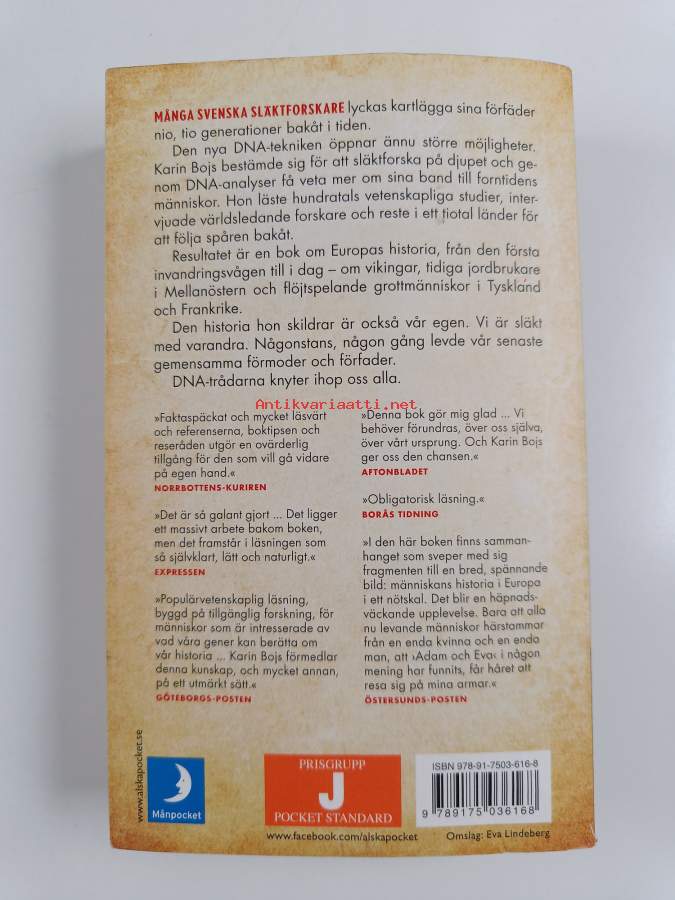 MÅNGA SVENSKA SLÄKTFORSKARE lyckas kartlägga sina förfäder
nio, tio generationer bakåt i tiden.
Den nya DNA-tekniken öppnar ännu större möjligheter.
Karin Bojs bestämde sig för att släktforska på djupet och ge-
nom DNA-analyser få veta mer om sina band till forntidens
människor. Hon läste hundratals vetenskapliga studier, inter-
vjuade världsledande forskare och reste i ett tiotal länder för
att följa spåren bakåt.
Resultatet är en bok om Europas historia, från den första
invandringsvågen till i dag – om vikingar, tidiga jordbrukare
i Mellanöstern och flöjtspelande grottmänniskor i Tyskland
och Frankrike.
Den historia hon skildrar är också vår egen. Vi är släkt
med varandra. Någonstans, någon gång levde vår senaste
gemensamma förmoder och förfader.
DNA-trådarna knyter ihop oss alla.
Antikvariaatti.net
»Faktaspäckat och mycket läsvärt
och referenserna, boktipsen och
reseråden utgör en ovärderlig
tillgång för den som vill gå vidare
på egen hand.«
NORRBOTTENS-KURIREN
»Det är så galant gjort ... Det ligger
ett massivt arbete bakom boken,
men det framstår i läsningen som
så självklart, lätt och naturligt.«
EXPRESSEN
»Populärvetenskaplig läsning,
byggd på tillgänglig forskning, för
människor som är intresserade av
vad våra gener kan berätta om
vår historia ... Karin Bojs förmedlar
denna kunskap, och mycket annan,
på ett utmärkt sätt.«
GÖTEBORGS-POSTEN
»Denna bok gör mig glad ... Vi
behöver förundras, över oss själva,
över vårt ursprung. Och Karin Bojs
ger oss den chansen.«
AFTONBLADET
»Obligatorisk läsning.«
BORÅS TIDNING
»I den här boken finns samman-
hanget som sveper med sig
fragmenten till en bred, spännande
bild: människans historia i Europa
i ett nötskal. Det blir en häpnads-
väckande upplevelse. Bara att alla
nu levande människor härstammar
från en enda kvinna och en enda
man, att ›Adam och Eva‹ i någon
mening har funnits, får håret att
resa sig på mina armar.«
ÖSTERSUNDS-POSTEN
www.alskapocket.se
Månpocket
PRISGRUPP
J
POCKET STANDARD
www.facebook.com/alskapocket
ISBN 978-91-7503-616-8
9 789175 036168
Omslag: Eva Lindeberg